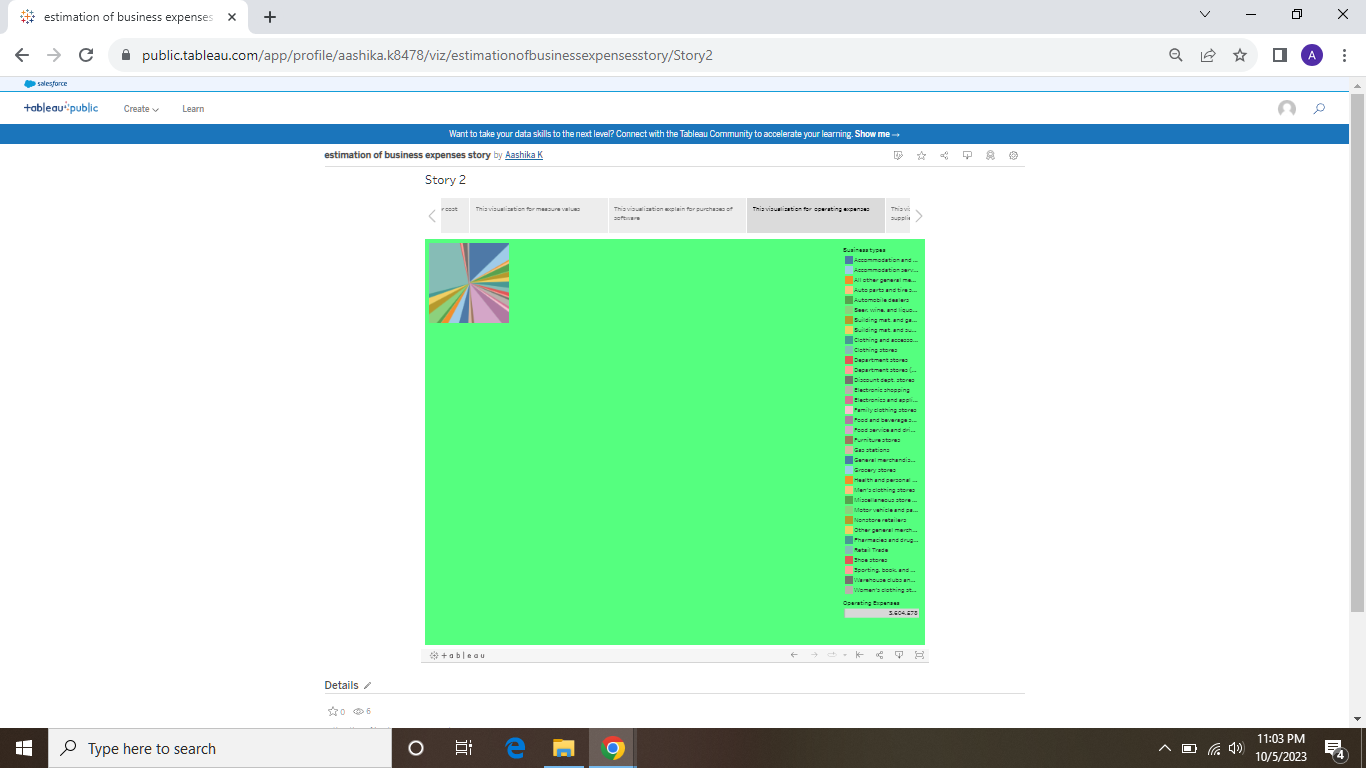 estimation of business expenses
public.tableau.com/app/profile/aashika.k8478/viz/estimationofbusinessexpensesstory/Story2
A
salesforce
+ableau public
Create
Learn
Want to take your data skills to the next level? Connect with the Tableau Community to accelerate your learning. Show me →
estimation of business expenses story by Aashika K
Story 2
r cost
This visualization for measure values
This visualization explain for purchases of
software
This visualization for operating expenses
This vi
supplie
Business types
Accommodation and ...
Accommodation serv...
All other general me...
Auto parts and tire s...
Automobile dealers
Beer, wine, and liquo...
Building mat. and ga...
Building mat. and su...
Clothing and accesso...
Clothing stores
Department stores
Department stores (...
Discount dept. stores
Electronic shopping
Electronics and appli...
Family clothing stores
Food and beverage s...
Food service and dri...
Furniture stores
Gas stations
General merchandis...
Grocery stores
Health and personal ...
Men's clothing stores
Miscellaneous store ...
Motor vehicle and pa...
Nonstore retailers
Other general merch...
Pharmacies and drug...
Retail Trade
Shoe stores
Sporting, book, and ...
Warehouse clubs an...
Women's clothing st...
Operating Expenses
+ableau
Details
0
6
Type here to search
11:03 PM
10/5/2023
4